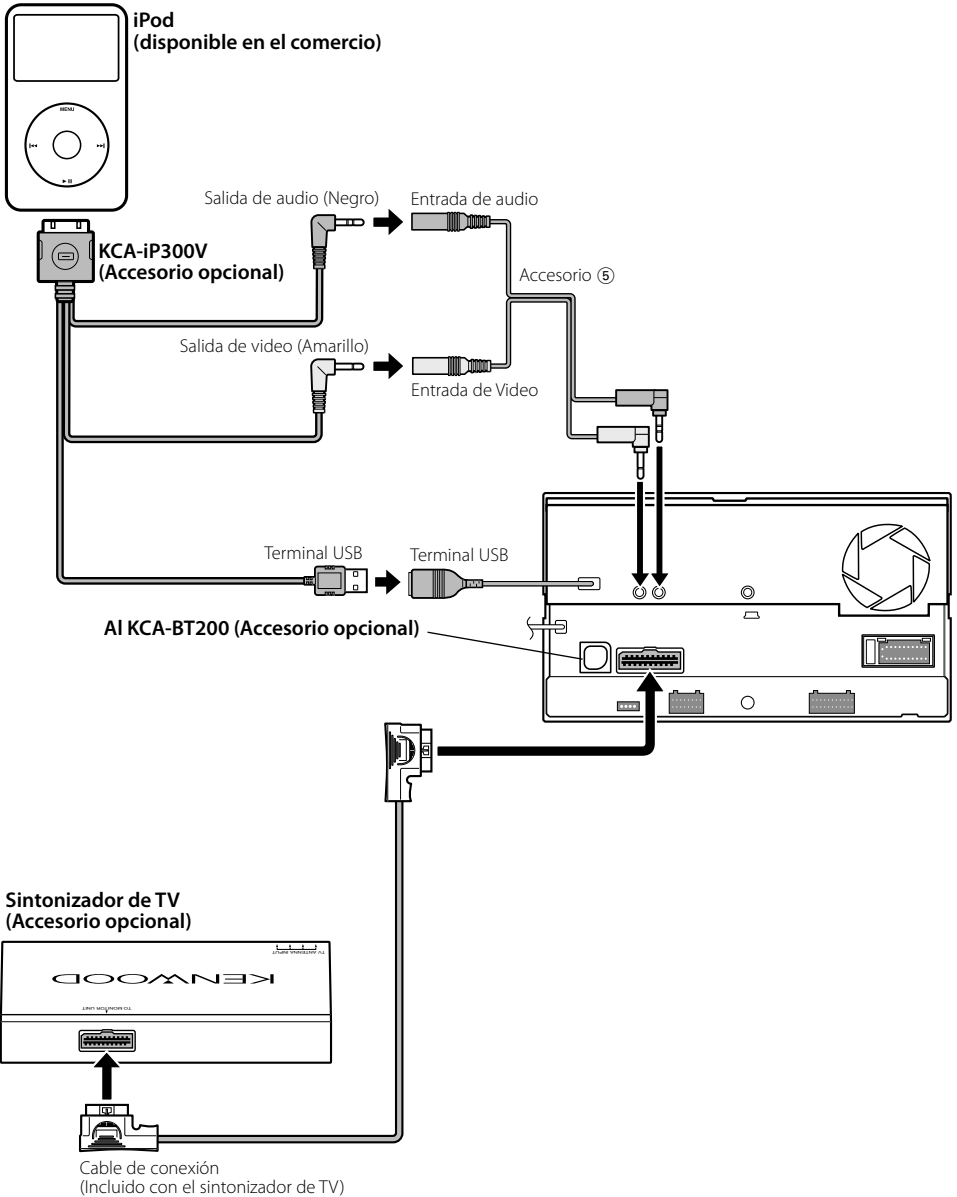 iPod
(disponible en el comercio)
MENU
Salida de audio (Negro)
Entrada de audio
KCA-iP300V
(Accesorio opcional)
Accesorio ⑤
Salida de video (Amarillo)
Entrada de Video
Terminal USB
Terminal USB
Al KCA-BT200 (Accesorio opcional)
Sintonizador de TV
(Accesorio opcional)
TV ANTENNA INPUT
KENWOOD
TO MONITOR UNIT
Cable de conexión
(Incluido con el sintonizador de TV)